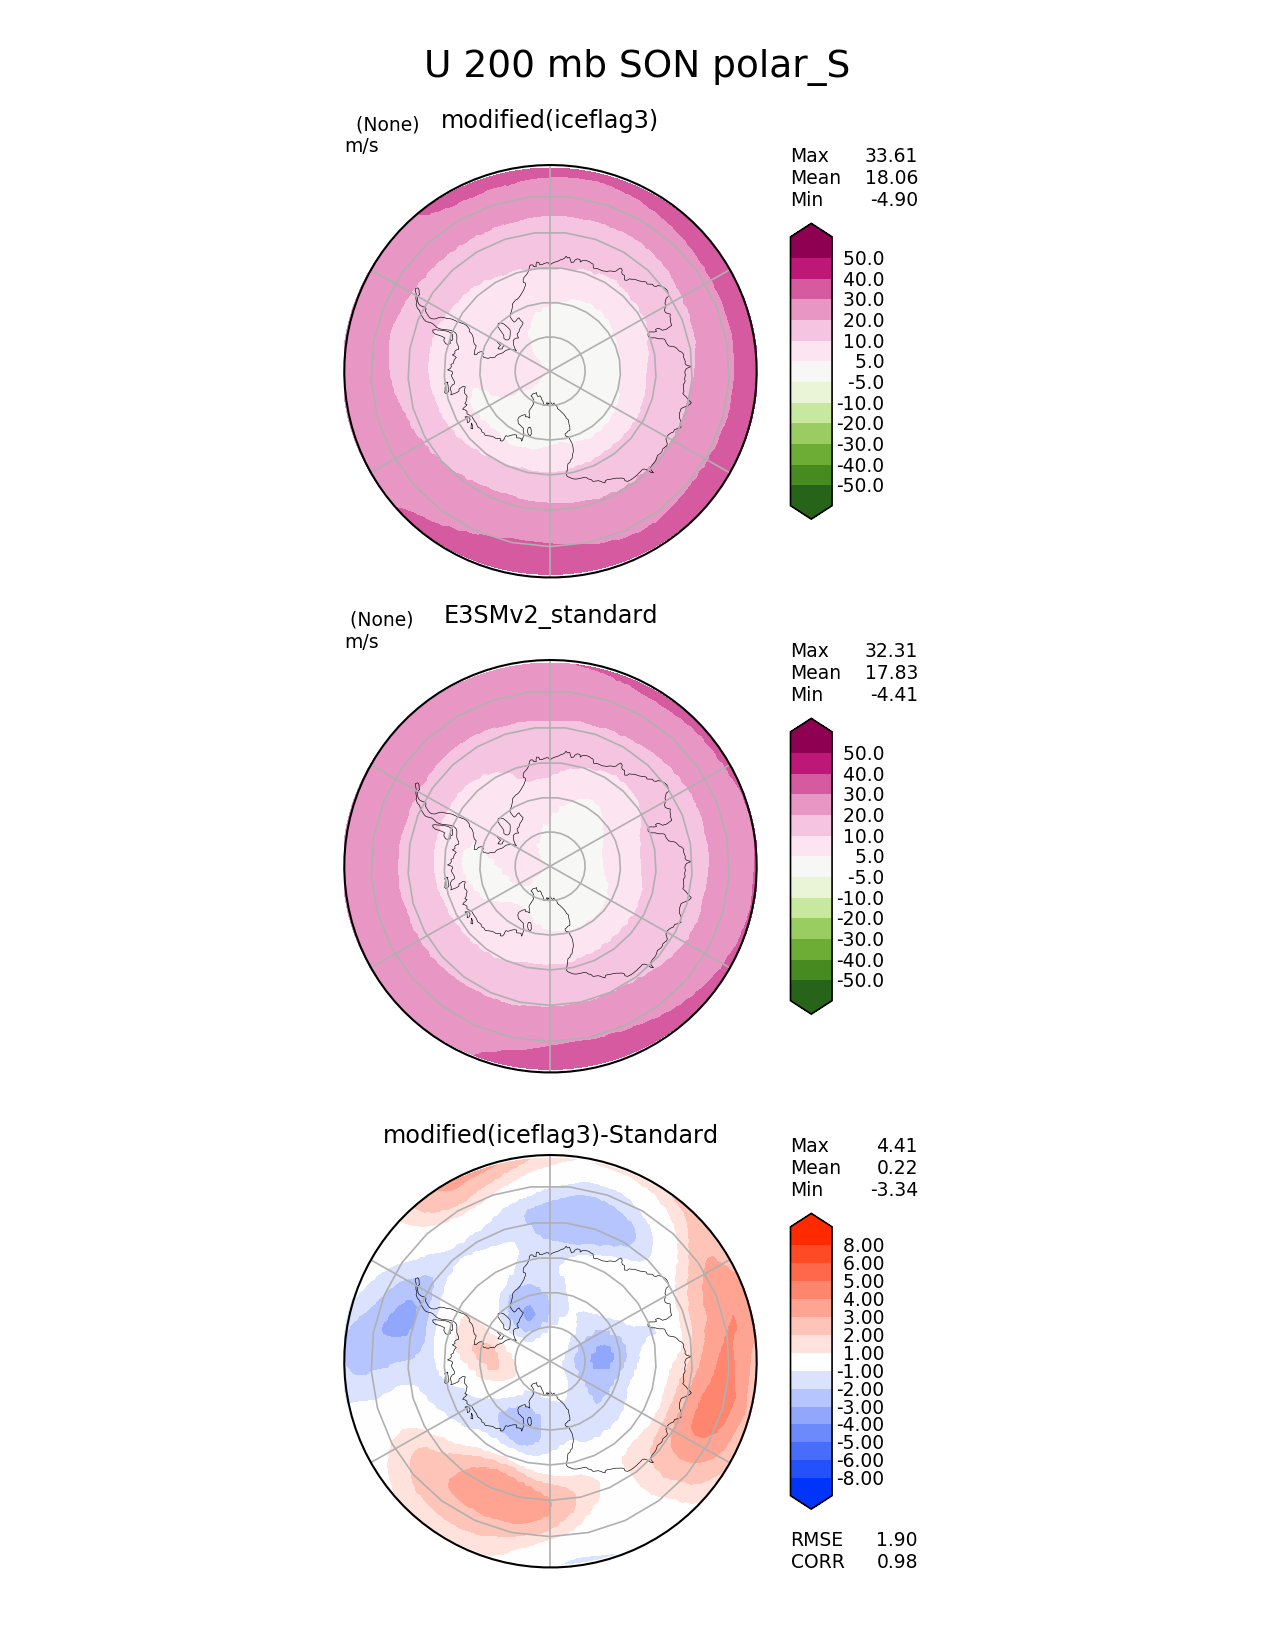 U 200 mb SON polar_S
(None)
modified(iceflag3)
m/s
Max 33.61
Mean 18.06
Min -4.90
50.0
40.0
30.0
20.0
10.0
5.0
-5.0
-10.0
-20.0
-30.0
-40.0
-50.0
(None)
E3SMv2_standard
m/s
Max 32.31
Mean 17.83
Min -4.41
50.0
40.0
30.0
20.0
10.0
5.0
-5.0
-10.0
-20.0
-30.0
-40.0
-50.0
modified(iceflag3)-Standard
Max 4.41
Mean 0.22
Min -3.34
8.00
6.00
5.00
4.00
3.00
2.00
1.00
-1.00
-2.00
-3.00
-4.00
-5.00
-6.00
-8.00
RMSE 1.90
CORR 0.98